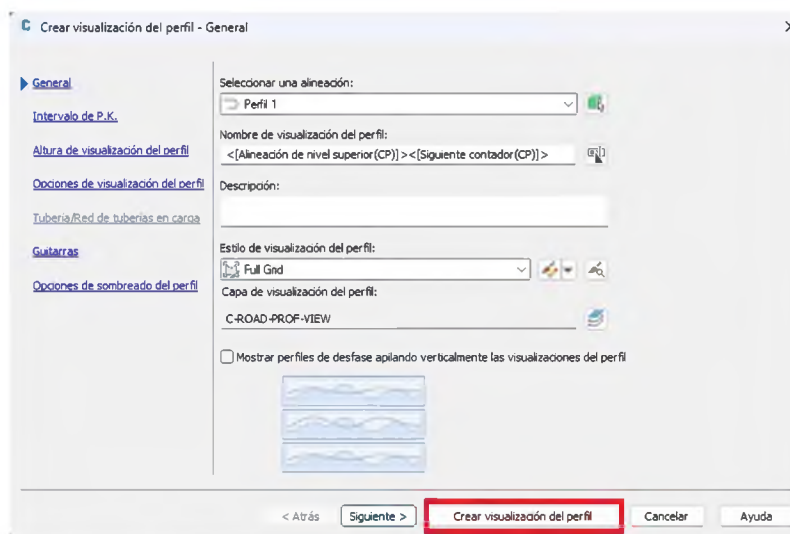 Crear visualización del perfil - General
General
Intervalo de P.K.
Altura de visualización del perfil
Opciones de visualización del perfil
Tubería/Red de tuberías en carga
Guitarras
Opciones de sombreado del perfil
Seleccionar una alineación:
Perfil 1
Nombre de visualización del perfil:
<[Alineación de nivel superior(CP)]><[Siguiente contador(CP)]>
Descripción:
Estilo de visualización del perfil:
Full Grid
Capa de visualización del perfil:
C-ROAD-PROF-VIEW
Mostrar perfiles de desfase apilando verticalmente las visualizaciones del perfil
< Atrás
Siguiente >
Crear visualización del perfil
Cancelar
Ayuda